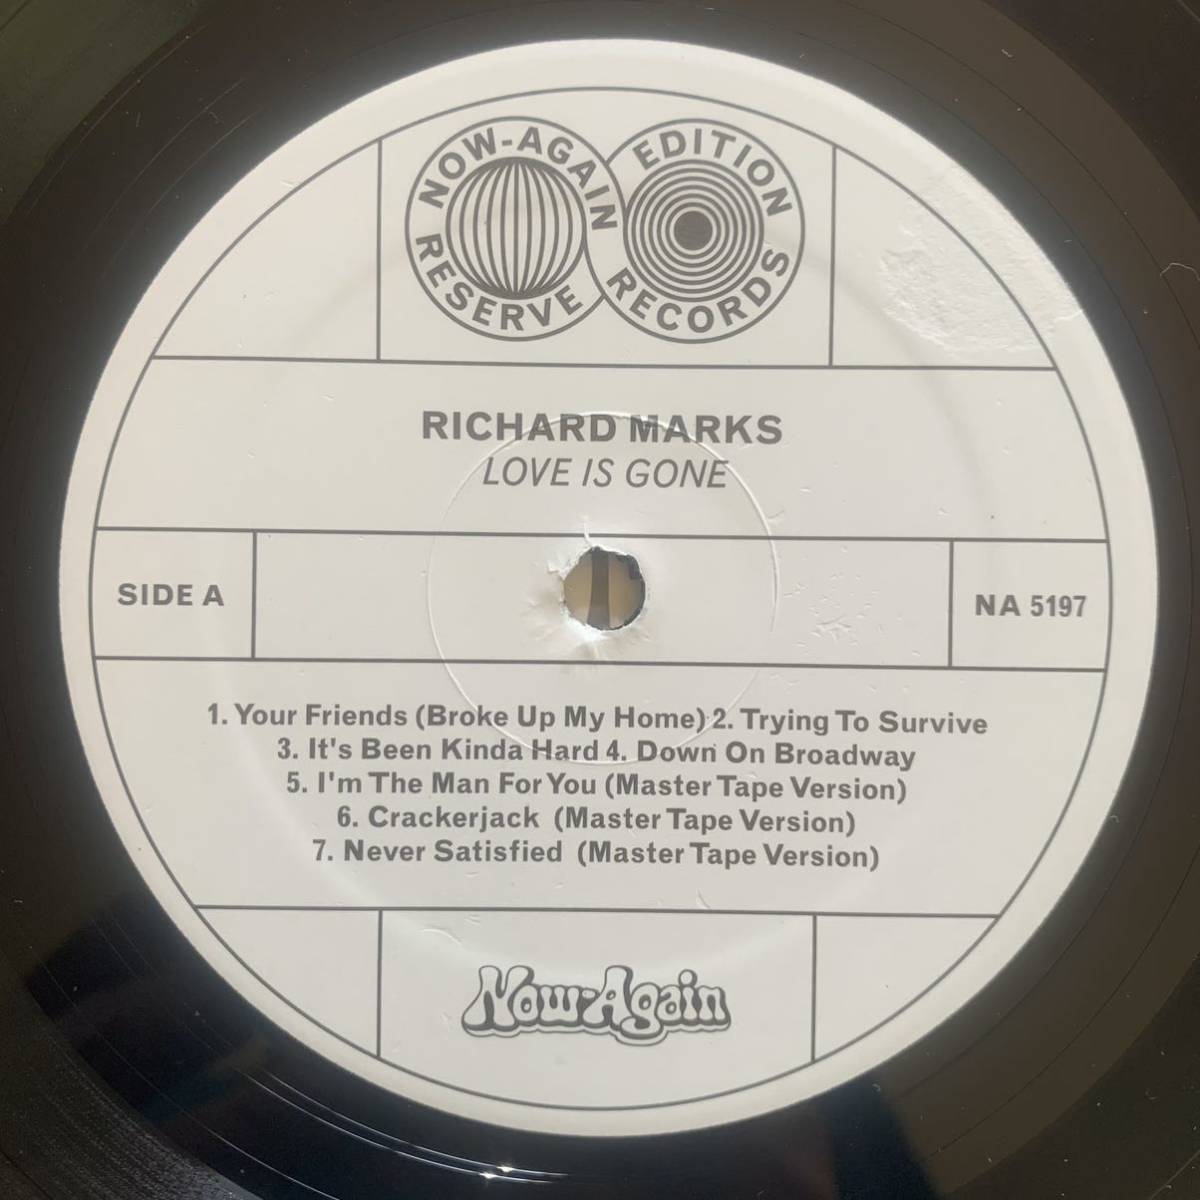 NOW-AGAIN
RESERVE
EDITION
RECORDS
RICHARD MARKS
LOVE IS GONE
SIDE A
NA 5197
1. Your Friends (Broke Up My Home) 2. Trying To Survive
3. It's Been Kinda Hard 4. Down On Broadway
5. I'm The Man For You (Master Tape Version)
6. Crackerjack (Master Tape Version)
7. Never Satisfied (Master Tape Version)
Now-Again